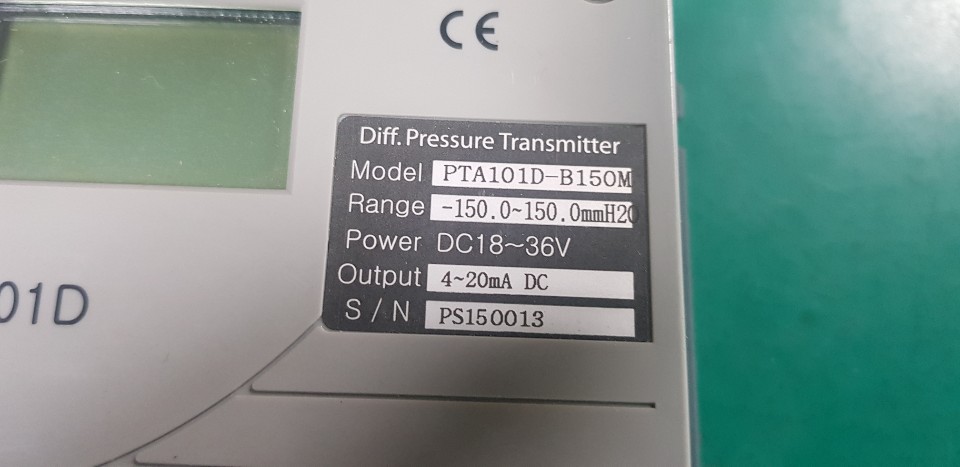 CE
Diff. Pressure Transmitter
Model PTA101D-B150M
Range -150.0~150.0mmH2O
Power DC18~36V
Output 4~20mA DC
S / N PS150013
01D